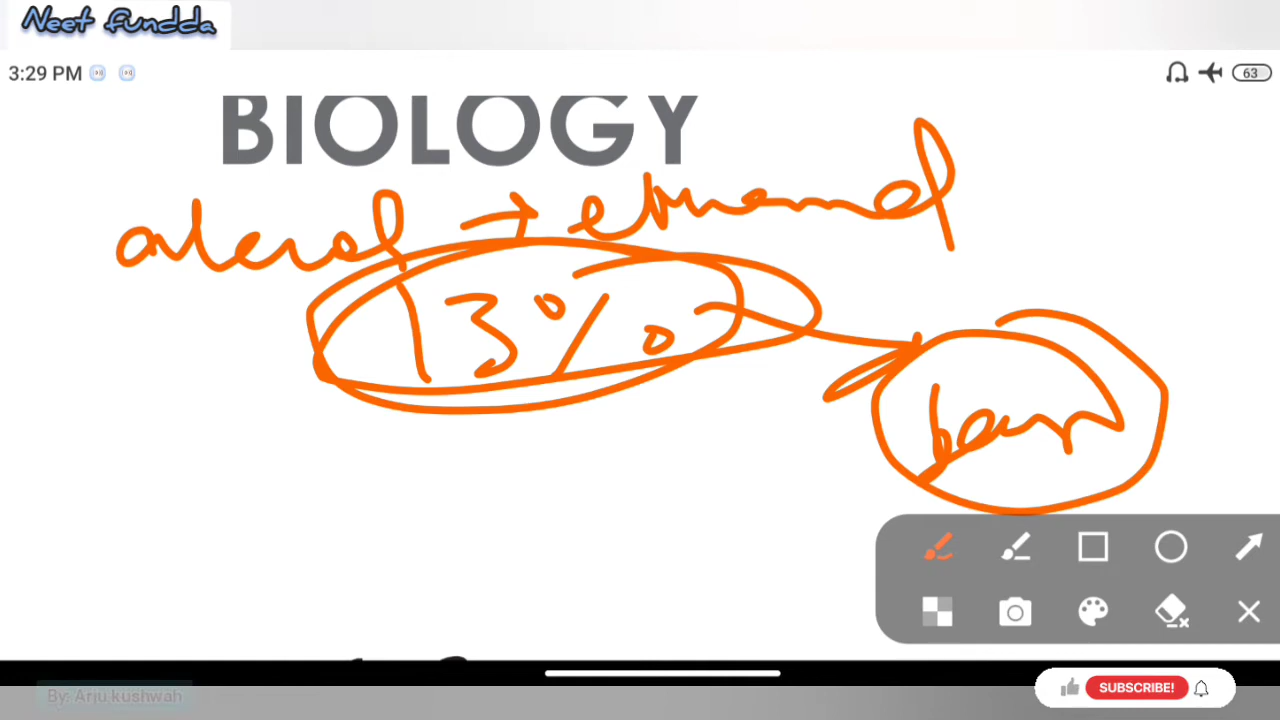 Neet fundda
3:29 PM
63
BIOLOGY
alcohol → ethanol
13%
By: Arju kushwah
SUBSCRIBE!